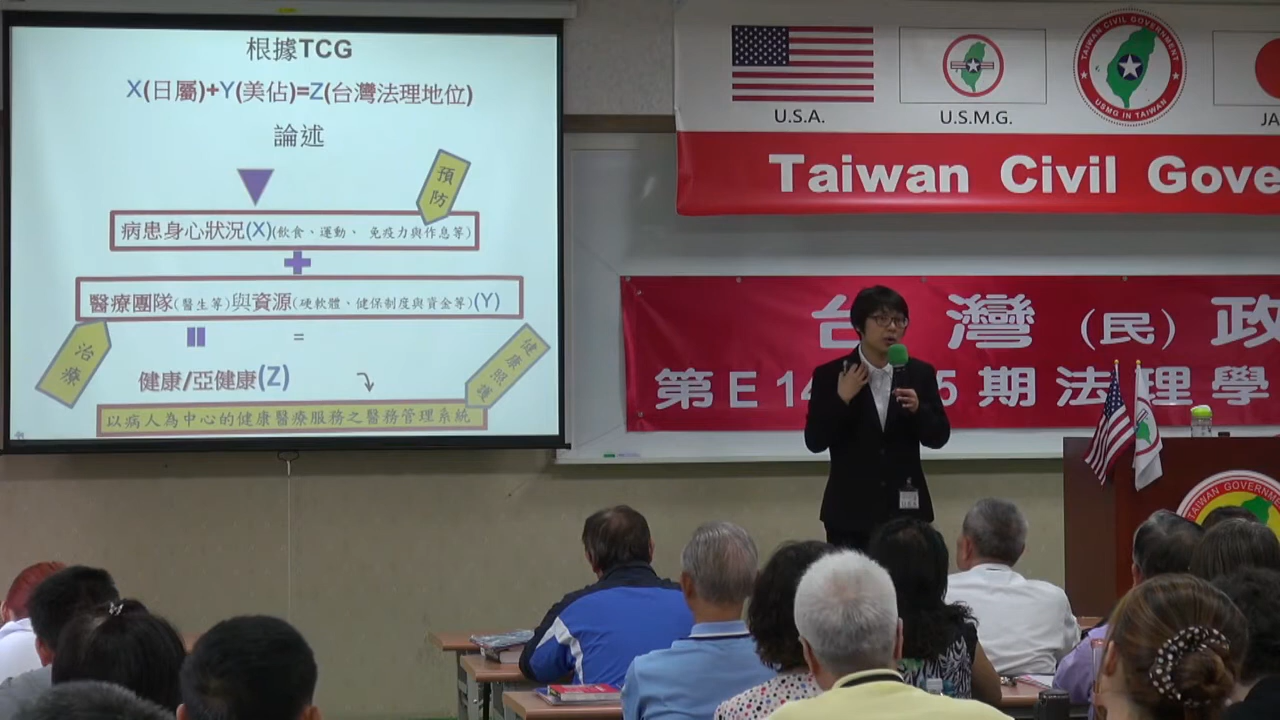 根據TCG
X(日屬)+Y(美佔)=Z(台灣法理地位)
論述
預防
病患身心狀況(X)(飲食、運動、 免疫力與作息等)
醫療團隊(醫生等)與資源(硬軟體、健保制度與資金等)(Y)
=
治療
健康/亞健康(Z)
健康照護
以病人為中心的健康醫療服務之醫務管理系統
U.S.A.
U.S.M.G.
TAIWAN CIVIL GOVERNMENT
USMG IN TAIWAN
JA
Taiwan Civil Gove
台灣(民)政
第E14 5期法理學
TAIWAN GOVERNMENT